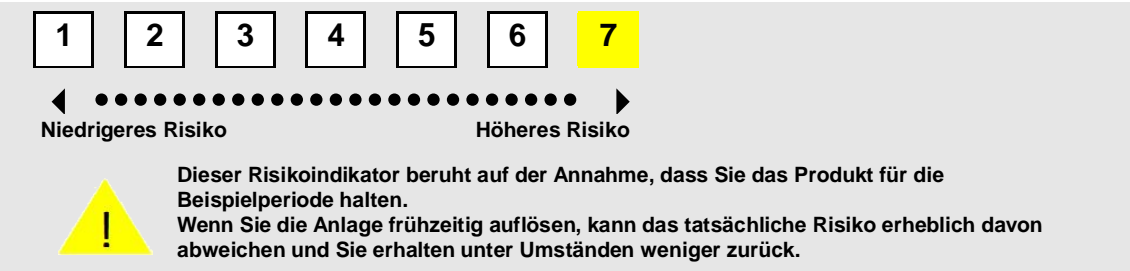 1 2 3 4 5 6 7
Niedrigeres Risiko Höheres Risiko
Dieser Risikoindikator beruht auf der Annahme, dass Sie das Produkt für die
Beispielperiode halten.
Wenn Sie die Anlage frühzeitig auflösen, kann das tatsächliche Risiko erheblich davon
abweichen und Sie erhalten unter Umständen weniger zurück.
!